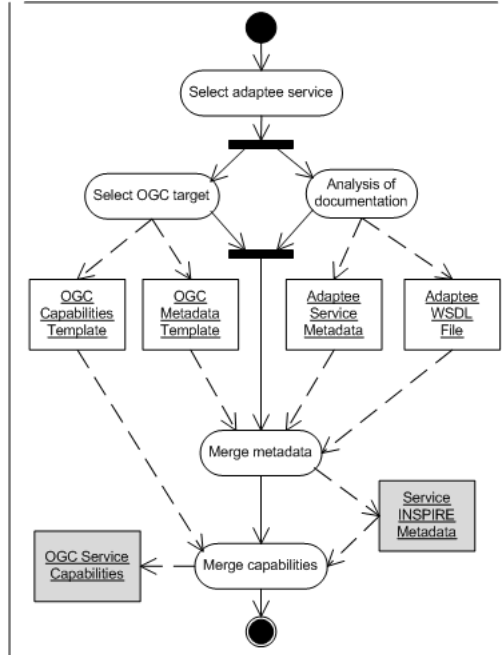 Select adaptee service
Select OGC target
Analysis of
documentation
OGC
Capabilities
Template
OGC
Metadata
Template
Adaptee
Service
Metadata
Adaptee
WSDL
File
Merge metadata
Service
INSPIRE
Metadata
OGC Service
Capabilities
Merge capabilities